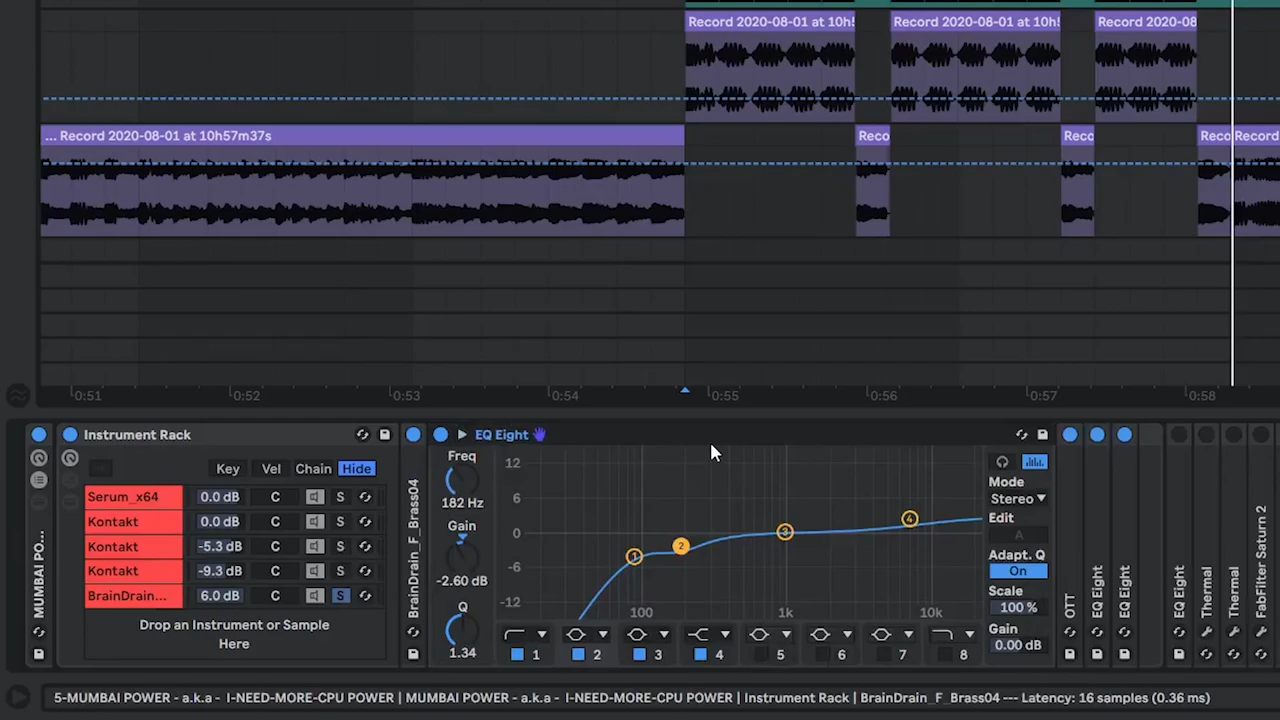 Record 2020-08-01 at 10h5
Record 2020-08-01 at 10h5
Record 2020-08
... Record 2020-08-01 at 10h57m37s
Reco
Reco
Reco
Record
0:51
0:52
0:53
0:54
0:55
0:56
0:57
0:58
Instrument Rack
Key
Vel
Chain
Hide
Serum_x64
0.0 dB
C
S
Kontakt
0.0 dB
C
S
Kontakt
-5.3 dB
C
S
Kontakt
-9.3 dB
C
S
BrainDrain...
6.0 dB
C
S
Drop an Instrument or Sample
Here
MUMBAI PO...
BrainDrain_F_Brass04
EQ Eight
Freq
182 Hz
Gain
-2.60 dB
Q
1.34
12
6
0
-6
-12
100
1k
10k
1
2
3
4
1
2
3
4
5
6
7
8
Mode
Stereo
Edit
A
Adapt. Q
On
Scale
100 %
Gain
0.00 dB
OTT
EQ Eight
EQ Eight
EQ Eight
Thermal
Thermal
FabFilter Saturn 2
5-MUMBAI POWER - a.k.a - I-NEED-MORE-CPU POWER | MUMBAI POWER - a.k.a - I-NEED-MORE-CPU POWER | Instrument Rack | BrainDrain_F_Brass04 --- Latency: 16 samples (0.36 ms)